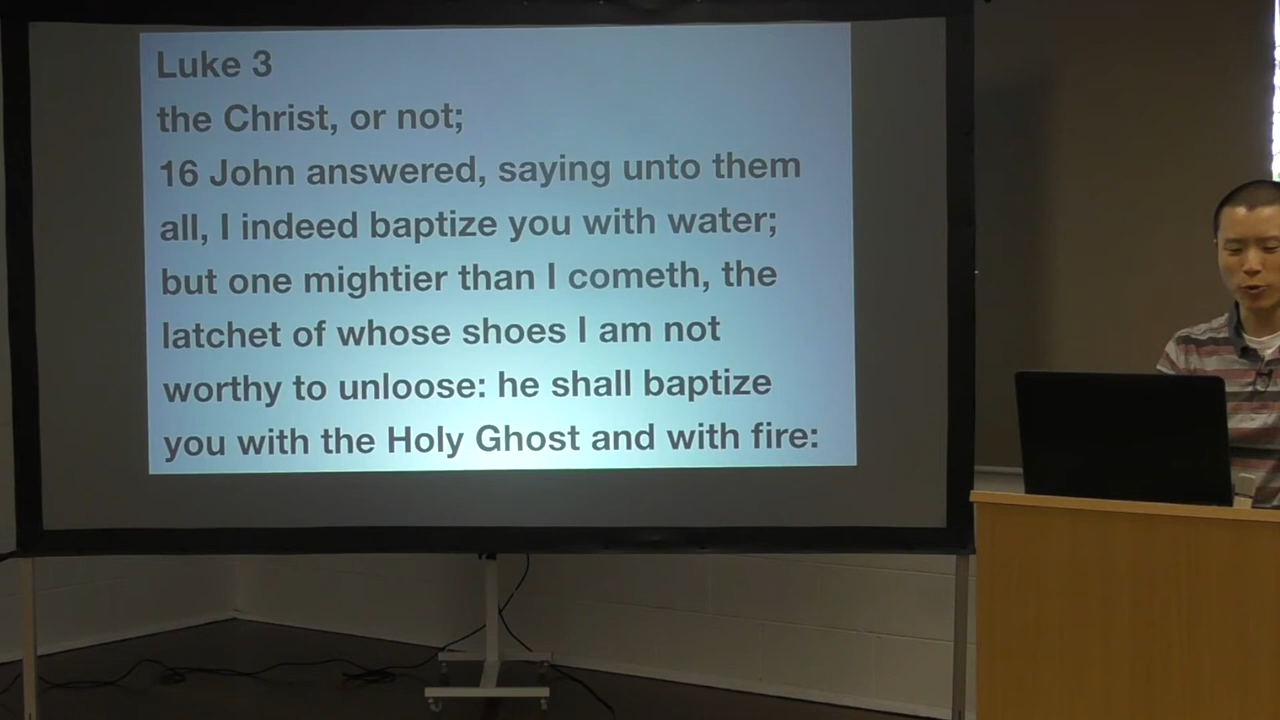 Luke 3
the Christ, or not;
16 John answered, saying unto them
all, I indeed baptize you with water;
but one mightier than I cometh, the
latchet of whose shoes I am not
worthy to unloose: he shall baptize
you with the Holy Ghost and with fire: